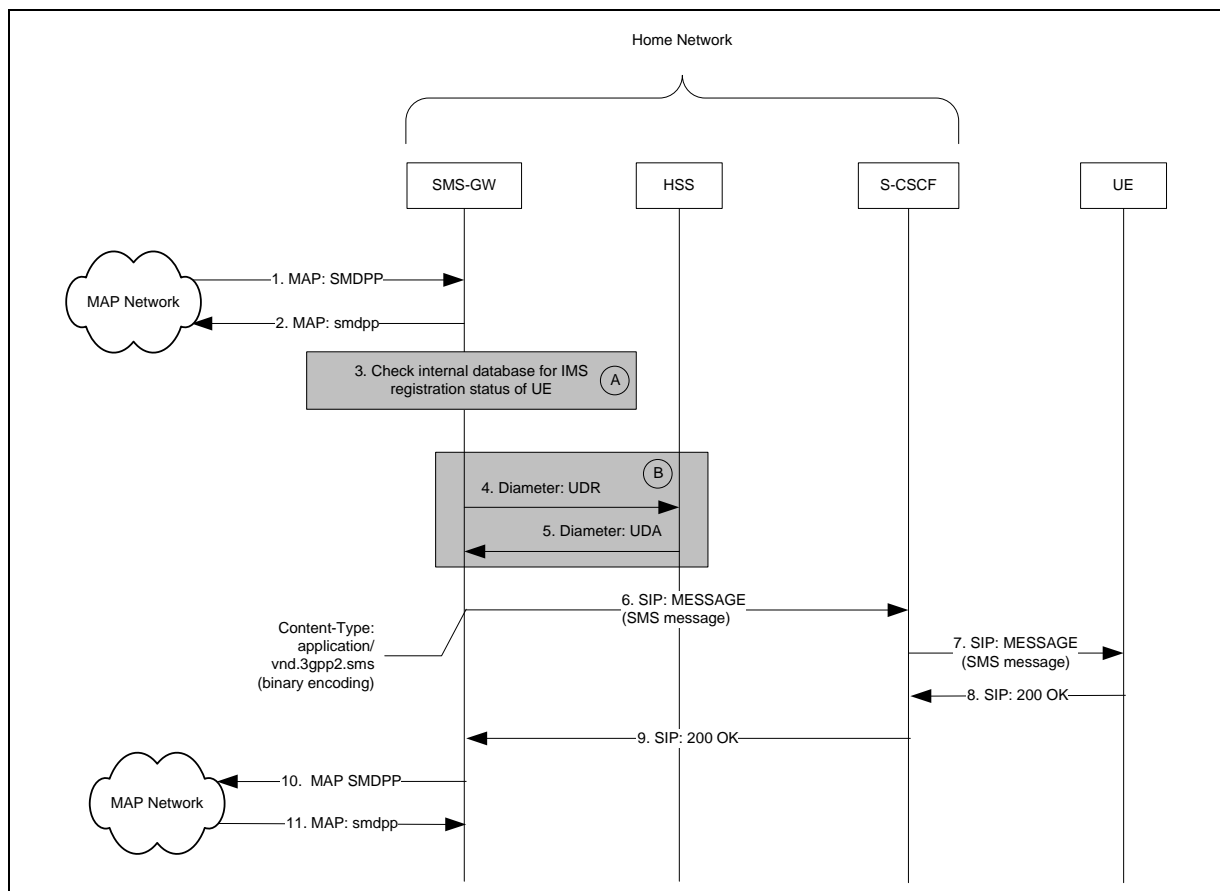 Home Network
SMS-GW
HSS
S-CSCF
UE
MAP Network
1. MAP: SMDPP
2. MAP: smdpp
3. Check internal database for IMS
registration status of UE
A
B
4. Diameter: UDR
5. Diameter: UDA
6. SIP: MESSAGE
(SMS message)
Content-Type:
application/
vnd.3gpp2.sms
(binary encoding)
7. SIP: MESSAGE
(SMS message)
8. SIP: 200 OK
9. SIP: 200 OK
MAP Network
10. MAP SMDPP
11. MAP: smdpp